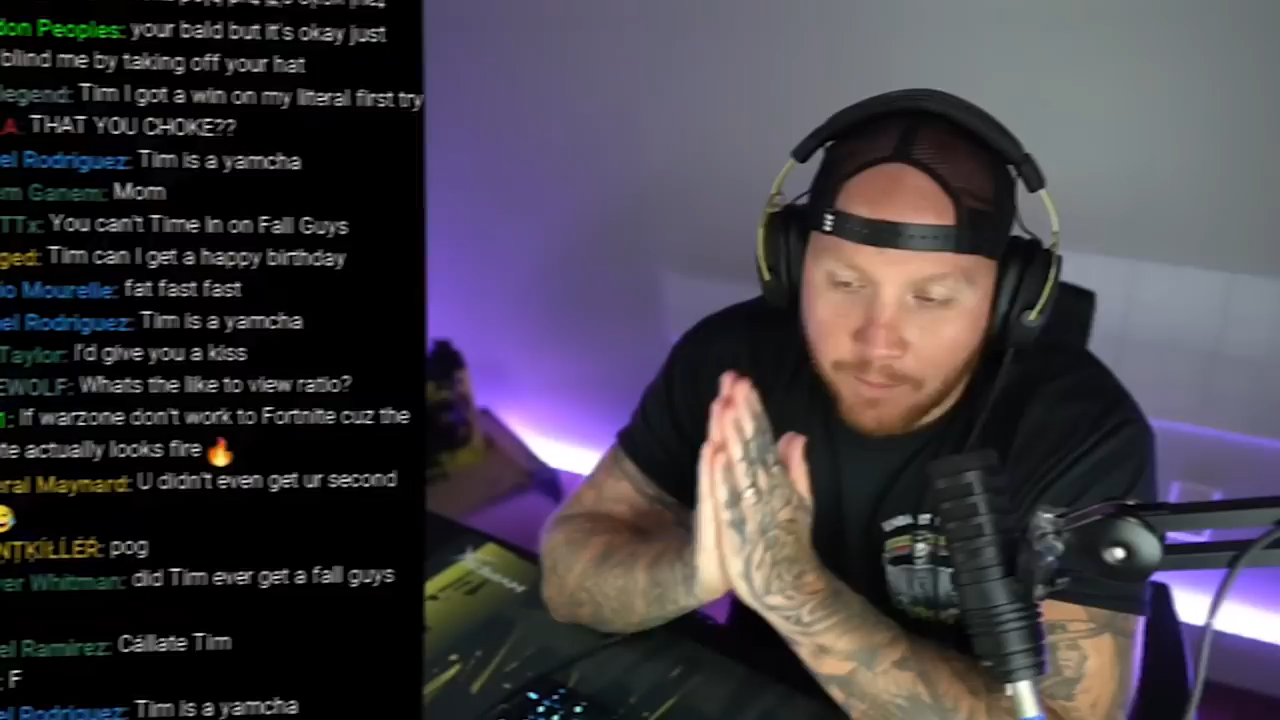 don Peoples: your bald but it's okay just
blind me by taking off your hat
legend: Tim I got a win on my literal first try
A: THAT YOU CHOKE??
el Rodriguez: Tim is a yamcha
em Ganem: Mom
TTx: You can't Time In on Fall Guys
ged: Tim can I get a happy birthday
io Mourelle: fat fast fast
el Rodriguez: Tim is a yamcha
Taylor: I'd give you a kiss
EWOLF: Whats the like to view ratio?
: If warzone don't work to Fortnite cuz the
te actually looks fire 🔥
eral Maynard: U didn't even get ur second
NTKILLER: pog
er Whitman: did Tim ever get a fall guys
el Ramirez: Cállate Tim
: F
el Rodriguez: Tim is a yamcha